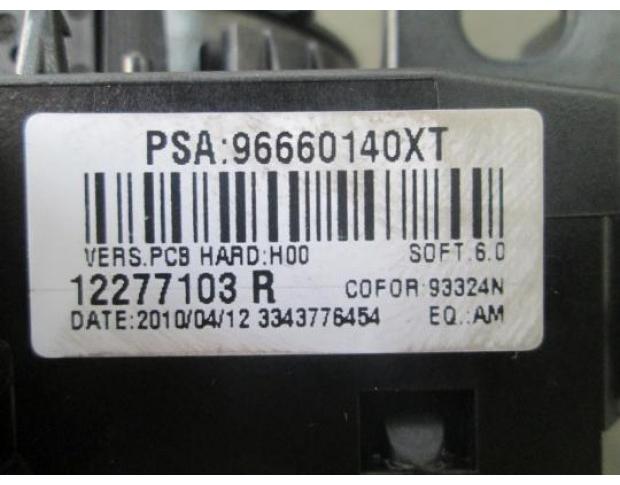 PSA:96660140XT
VERS.PCB HARD:H00 SOFT.6.0
12277103 R COFOR:93324N
DATE:2010/04/12 3343776454 EQ.:AM